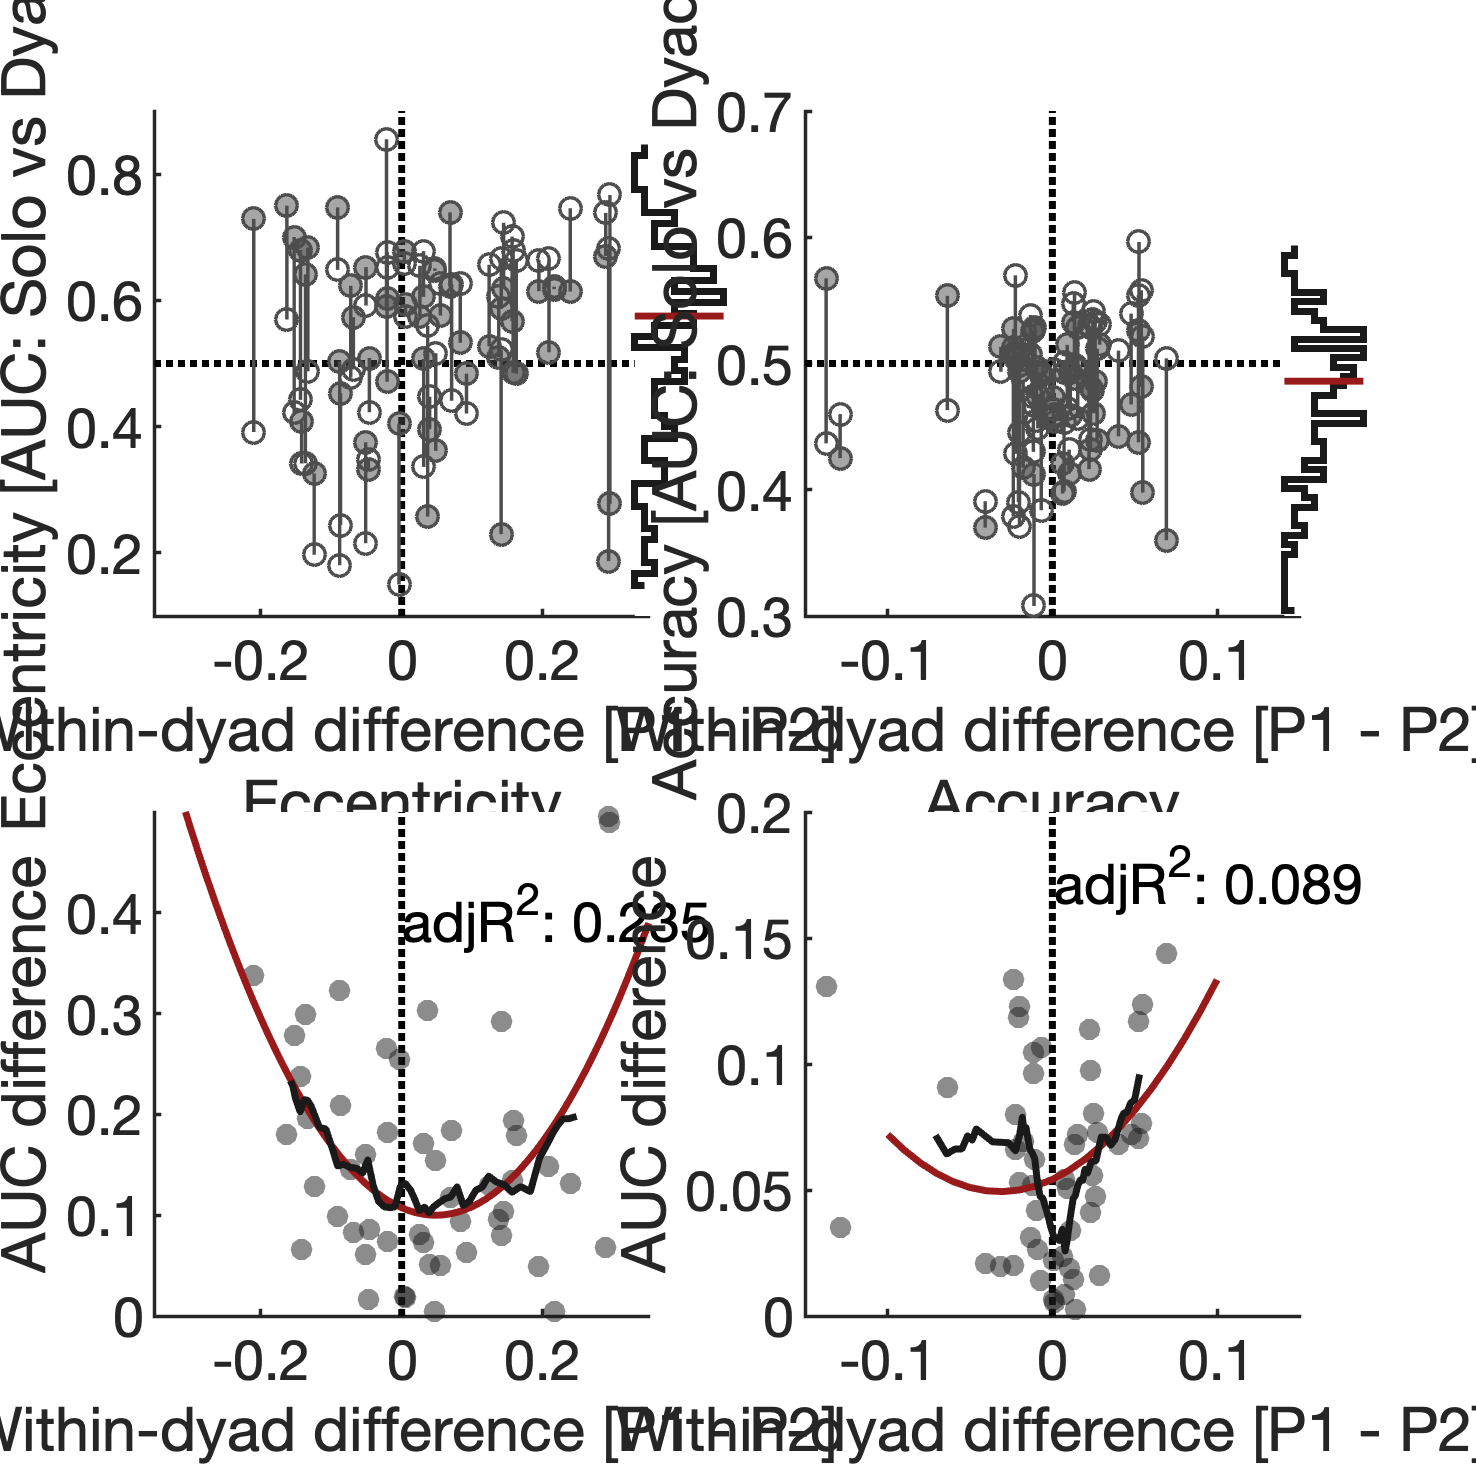 Eccentricity [AUC: Solo vs Dya
0.8
0.6
0.4
0.2
-0.2 0 0.2
Within-dyad difference [P1 - P2]
Accuracy [AUC: Solo vs Dyad
0.7
0.6
0.5
0.4
0.3
-0.1 0 0.1
Within-dyad difference [P1 - P2]
Eccentricity
AUC difference
0.4
0.3
0.2
0.1
0
adjR2: 0.235
-0.2 0 0.2
Within-dyad difference [P1 - P2]
Accuracy
AUC difference
0.2
0.15
0.1
0.05
0
adjR2: 0.089
-0.1 0 0.1
Within-dyad difference [P1 - P2]